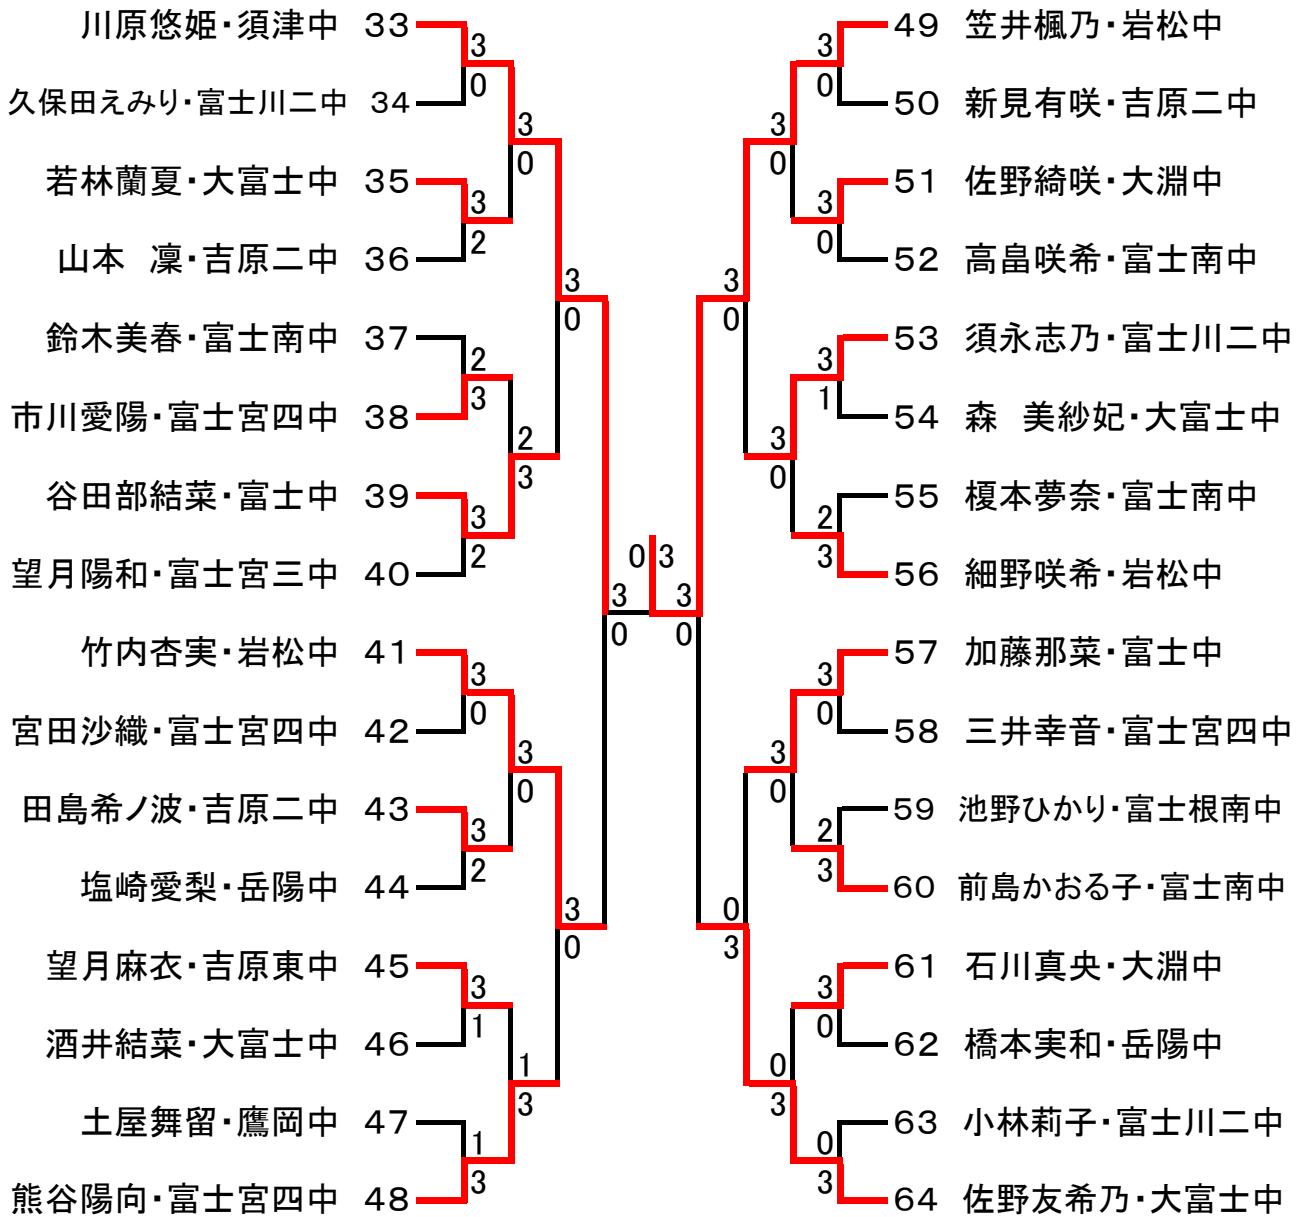 川原悠姫・須津中 33
久保田えみり・富士川二中 34
若林蘭夏・大富士中 35
山本 凜・吉原二中 36
鈴木美春・富士南中 37
市川愛陽・富士宮四中 38
谷田部結菜・富士中 39
望月陽和・富士宮三中 40
竹内杏実・岩松中 41
宮田沙織・富士宮四中 42
田島希ノ波・吉原二中 43
塩崎愛梨・岳陽中 44
望月麻衣・吉原東中 45
酒井結菜・大富士中 46
土屋舞留・鷹岡中 47
熊谷陽向・富士宮四中 48
3
0
3
2
2
3
3
2
3
0
3
2
3
1
1
3
3
0
2
3
3
0
1
3
3
0
3
0
3
0
0 3
3
0
3
0
0
3
3
0
3
0
3
0
0
3
3
0
3
0
3
1
2
3
3
0
2
3
3
0
0
3
49 笠井楓乃・岩松中
50 新見有咲・吉原二中
51 佐野綺咲・大淵中
52 高畠咲希・富士南中
53 須永志乃・富士川二中
54 森 美紗妃・大富士中
55 榎本夢奈・富士南中
56 細野咲希・岩松中
57 加藤那菜・富士中
58 三井幸音・富士宮四中
59 池野ひかり・富士根南中
60 前島かおる子・富士南中
61 石川真央・大淵中
62 橋本実和・岳陽中
63 小林莉子・富士川二中
64 佐野友希乃・大富士中